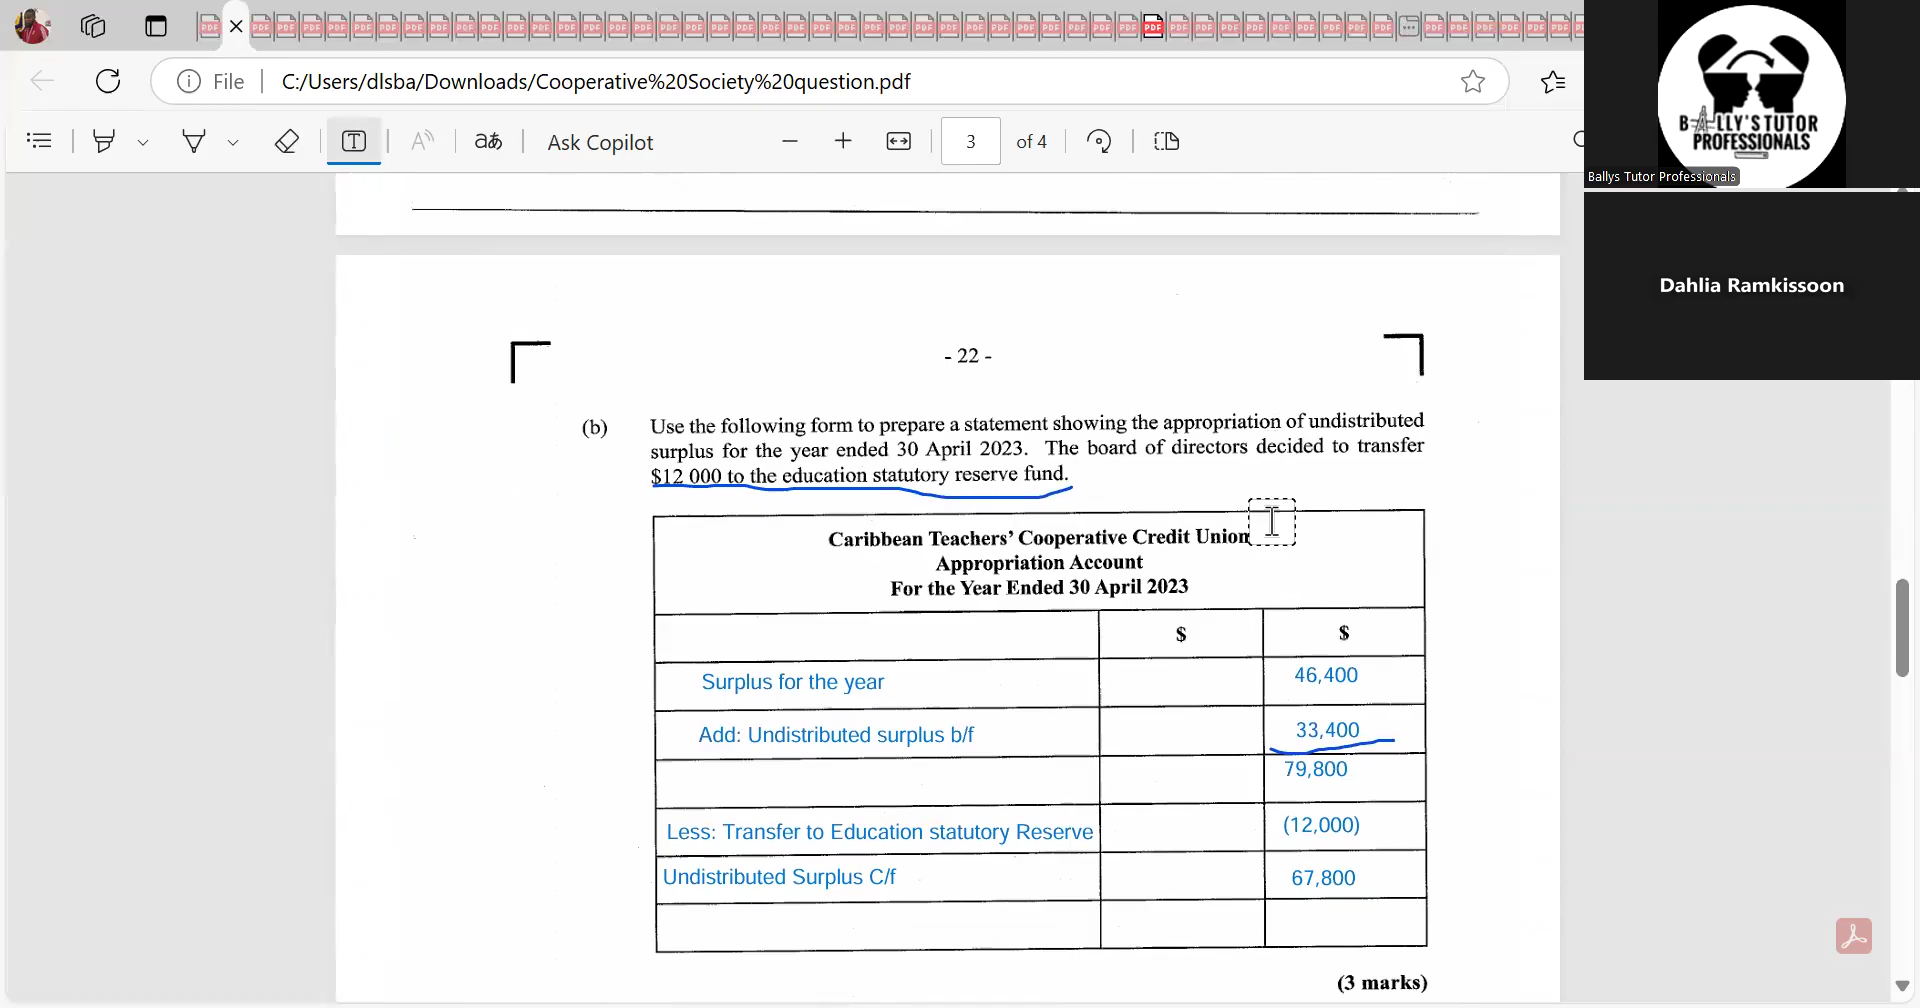 File
C:/Users/dlsba/Downloads/Cooperative%20Society%20question.pdf
Ask Copilot
3
of 4
BALLY'S TUTOR
PROFESSIONALS
Ballys Tutor Professionals
Dahlia Ramkissoon
- 22 -
(b) Use the following form to prepare a statement showing the appropriation of undistributed
surplus for the year ended 30 April 2023. The board of directors decided to transfer
$12 000 to the education statutory reserve fund.
Caribbean Teachers' Cooperative Credit Union
Appropriation Account
For the Year Ended 30 April 2023
$ $
Surplus for the year 46,400
Add: Undistributed surplus b/f 33,400
79,800
Less: Transfer to Education statutory Reserve (12,000)
Undistributed Surplus C/f 67,800
(3 marks)